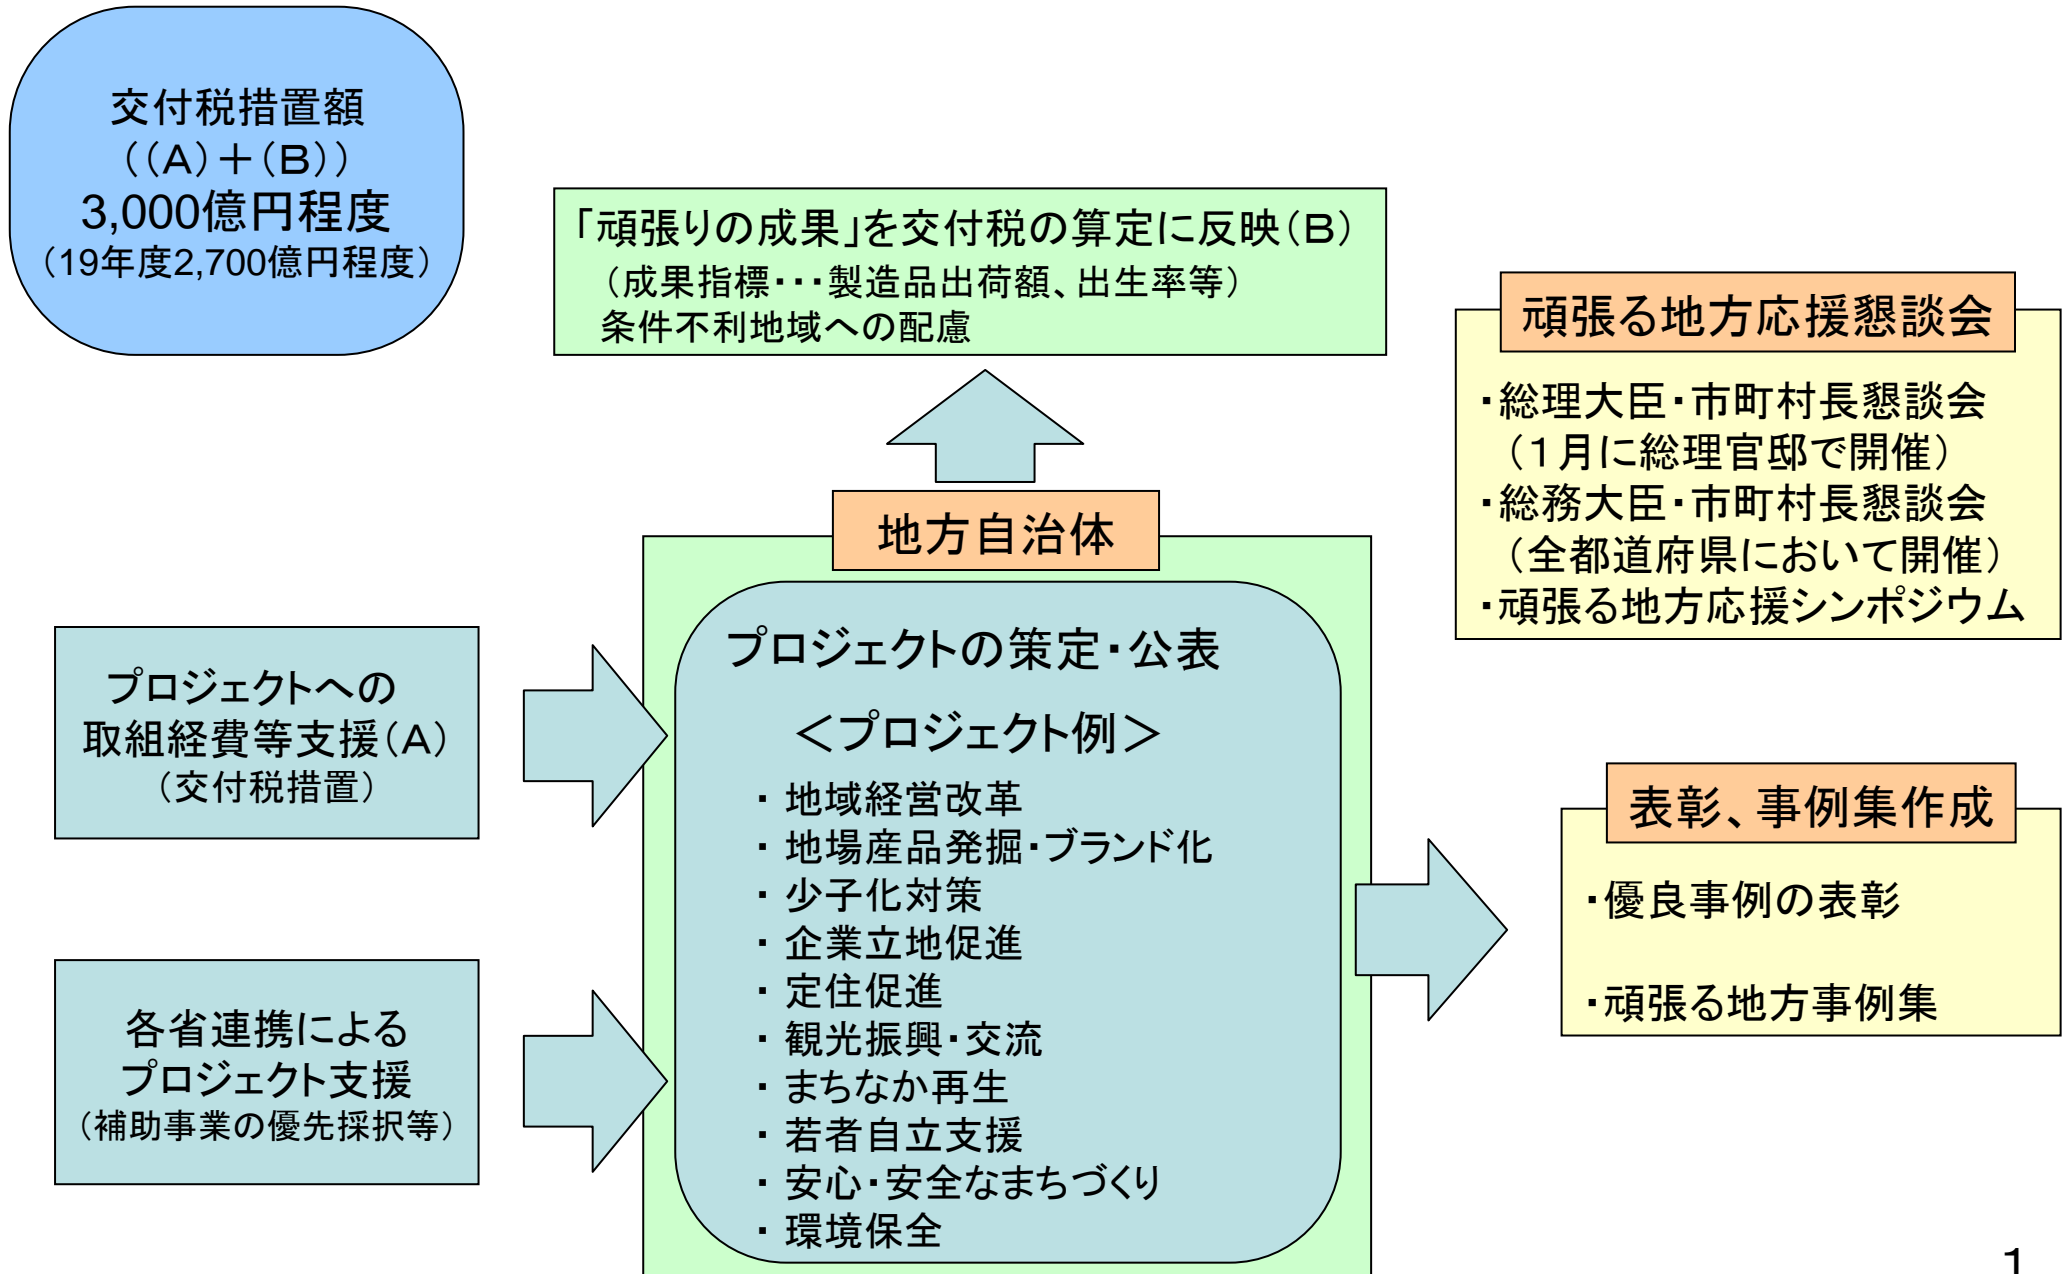 交付税措置額
（（Ａ）＋（Ｂ））
3,000億円程度
（19年度2,700億円程度）
「頑張りの成果」を交付税の算定に反映（Ｂ）
（成果指標・・・製造品出荷額、出生率等）
条件不利地域への配慮
頑張る地方応援懇談会
・総理大臣・市町村長懇談会
（１月に総理官邸で開催）
・総務大臣・市町村長懇談会
（全都道府県において開催）
・頑張る地方応援シンポジウム
地方自治体
プロジェクトの策定・公表
＜プロジェクト例＞
・ 地域経営改革
・ 地場産品発掘・ブランド化
・ 少子化対策
・ 企業立地促進
・ 定住促進
・ 観光振興・交流
・ まちなか再生
・ 若者自立支援
・ 安心・安全なまちづくり
・ 環境保全
プロジェクトへの
取組経費等支援（Ａ）
（交付税措置）
各省連携による
プロジェクト支援
（補助事業の優先採択等）
表彰、事例集作成
・優良事例の表彰
・頑張る地方事例集
1